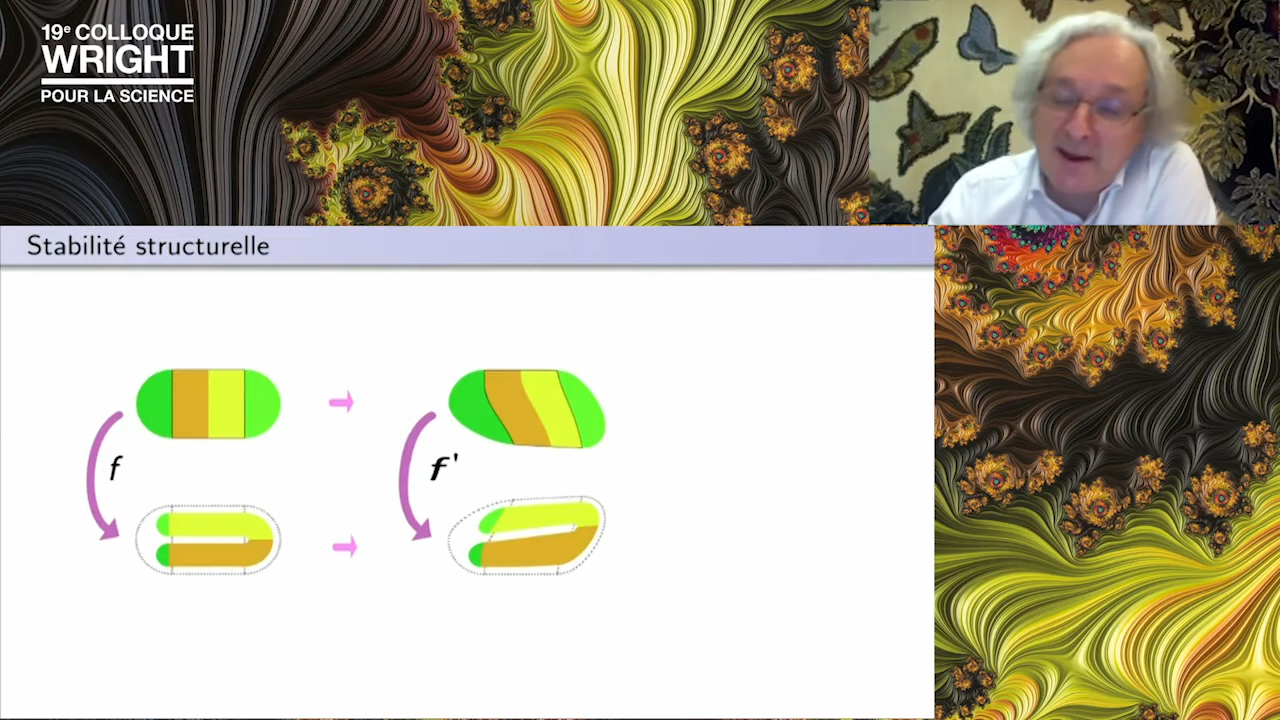 19e COLLOQUE
WRIGHT
POUR LA SCIENCE
Stabilité structurelle
f
f'